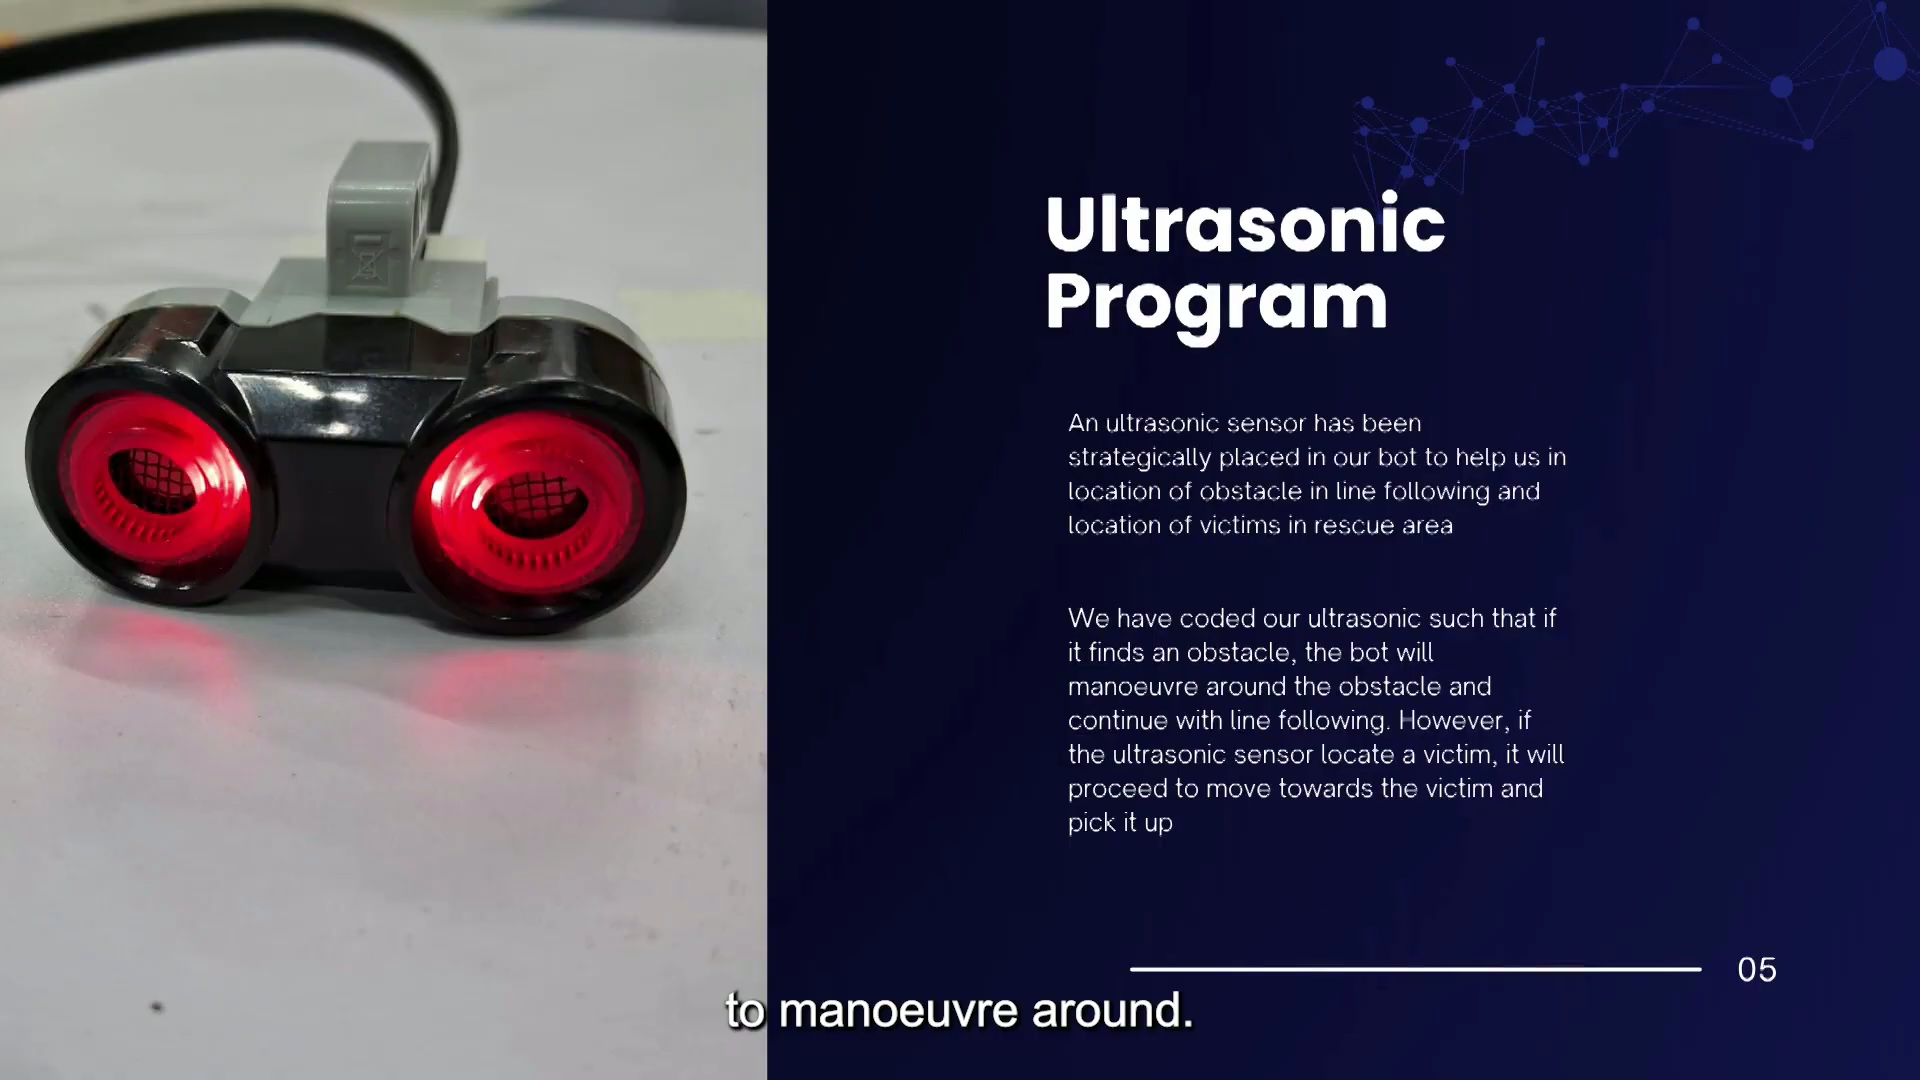 Ultrasonic
Program
An ultrasonic sensor has been
strategically placed in our bot to help us in
location of obstacle in line following and
location of victims in rescue area
We have coded our ultrasonic such that if
it finds an obstacle, the bot will
manoeuvre around the obstacle and
continue with line following. However, if
the ultrasonic sensor locate a victim, it will
proceed to move towards the victim and
pick it up
05
to manoeuvre around.